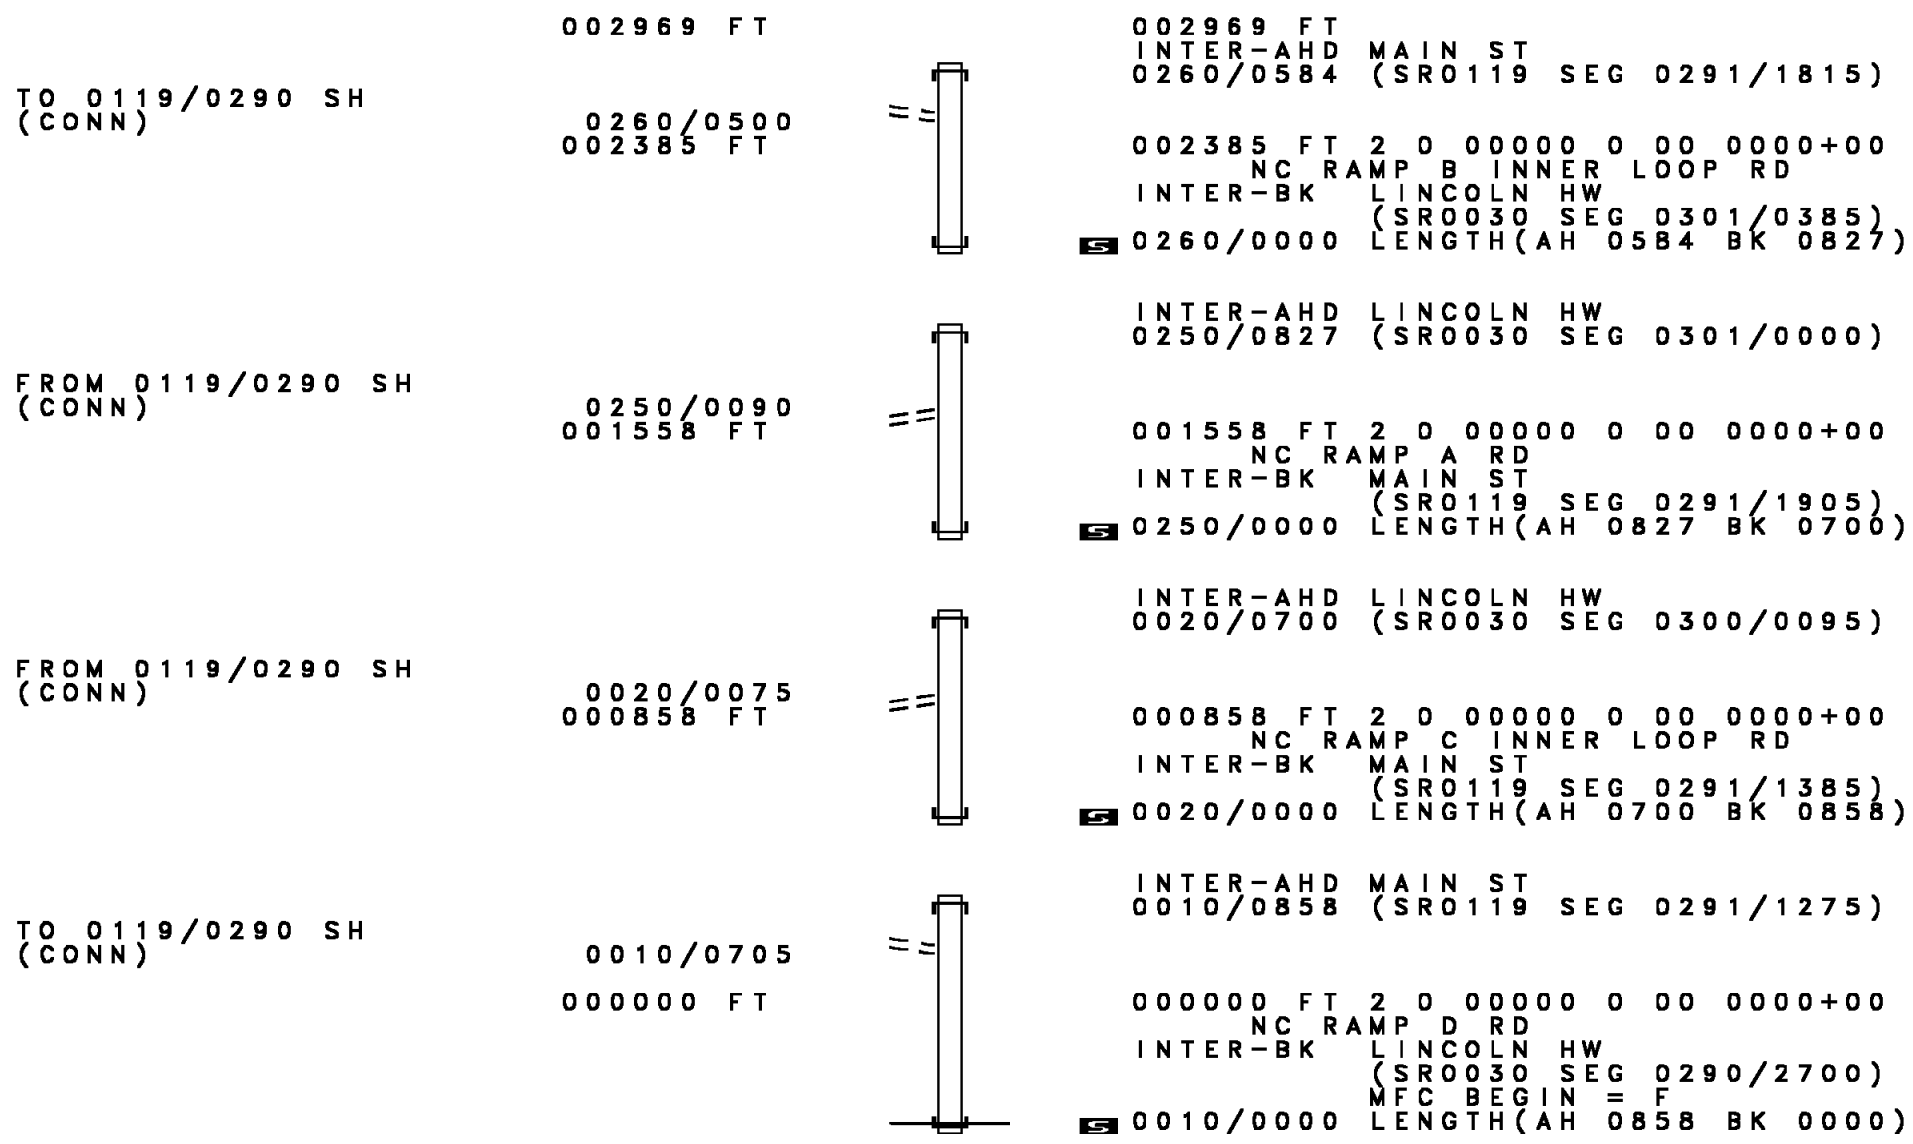 002969 FT 002969 FT
INTER-AHD MAIN ST
0260/0584 (SR0119 SEG 0291/1815)
TO 0119/0290 SH
(CONN) 0260/0500
002385 FT 002385 FT 2 0 00000 0 00 0000+00
NC RAMP B INNER LOOP RD
INTER-BK LINCOLN HW
(SR0030 SEG 0301/0385)
S 0260/0000 LENGTH(AH 0584 BK 0827)
INTER-AHD LINCOLN HW
0250/0827 (SR0030 SEG 0301/0000)
FROM 0119/0290 SH
(CONN) 0250/0090
001558 FT 001558 FT 2 0 00000 0 00 0000+00
NC RAMP A RD
INTER-BK MAIN ST
(SR0119 SEG 0291/1905)
S 0250/0000 LENGTH(AH 0827 BK 0700)
INTER-AHD LINCOLN HW
0020/0700 (SR0030 SEG 0300/0095)
FROM 0119/0290 SH
(CONN) 0020/0075
000858 FT 000858 FT 2 0 00000 0 00 0000+00
NC RAMP C INNER LOOP RD
INTER-BK MAIN ST
(SR0119 SEG 0291/1385)
S 0020/0000 LENGTH(AH 0700 BK 0858)
INTER-AHD MAIN ST
0010/0858 (SR0119 SEG 0291/1275)
TO 0119/0290 SH
(CONN) 0010/0705
000000 FT 000000 FT 2 0 00000 0 00 0000+00
NC RAMP D RD
INTER-BK LINCOLN HW
(SR0030 SEG 0290/2700)
MFC BEGIN = F
S 0010/0000 LENGTH(AH 0858 BK 0000)